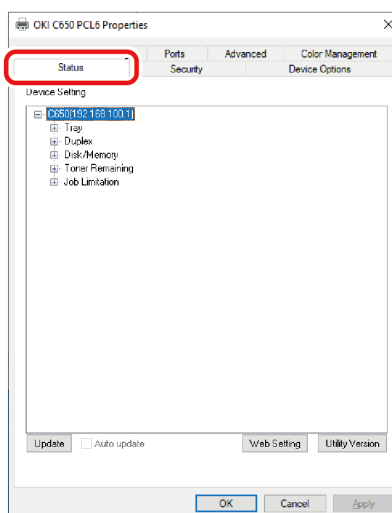 OKI C650 PCL6 Properties
Ports Advanced Color Management
Status Security Device Options
Device Setting
C650(192.168.100.1)
Tray
Duplex
Disk/Memory
Toner Remaining
Job Limitation
Update Auto update Web Setting Utility Version
OK Cancel Apply